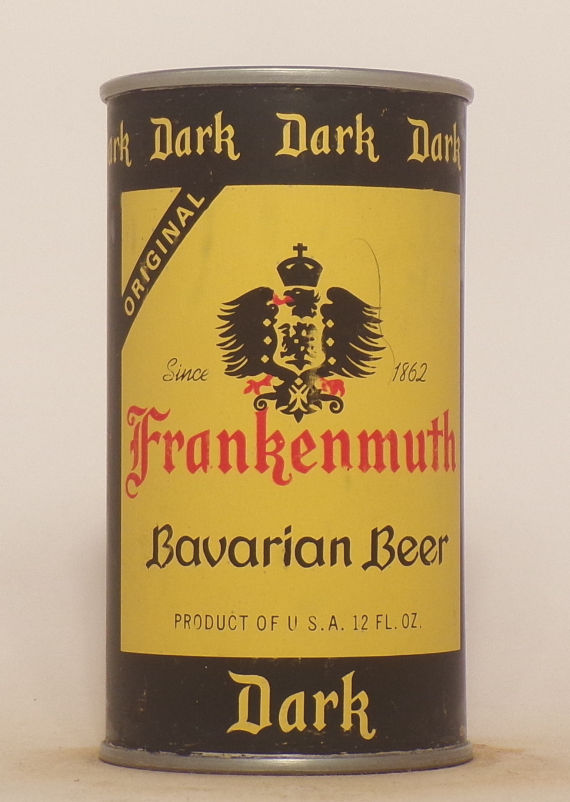 ark Dark Dark Dark
ORIGINAL
Since 1862
Frankenmuth
Bavarian Beer
PRODUCT OF U S.A. 12 FL. OZ.
Dark